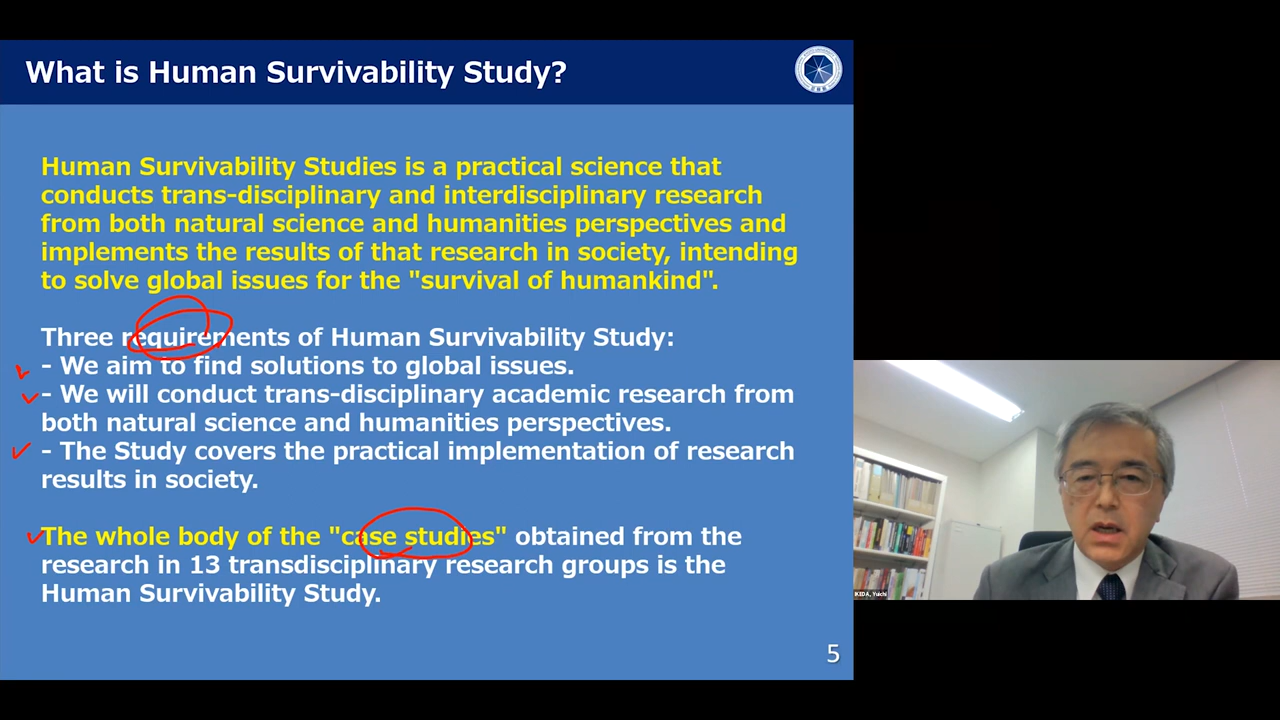 What is Human Survivability Study?
Human Survivability Studies is a practical science that
conducts trans-disciplinary and interdisciplinary research
from both natural science and humanities perspectives and
implements the results of that research in society, intending
to solve global issues for the "survival of humankind".
Three requirements of Human Survivability Study:
- We aim to find solutions to global issues.
- We will conduct trans-disciplinary academic research from
both natural science and humanities perspectives.
- The Study covers the practical implementation of research
results in society.
The whole body of the "case studies" obtained from the
research in 13 transdisciplinary research groups is the
Human Survivability Study.
5
IKEDA, Yuichi